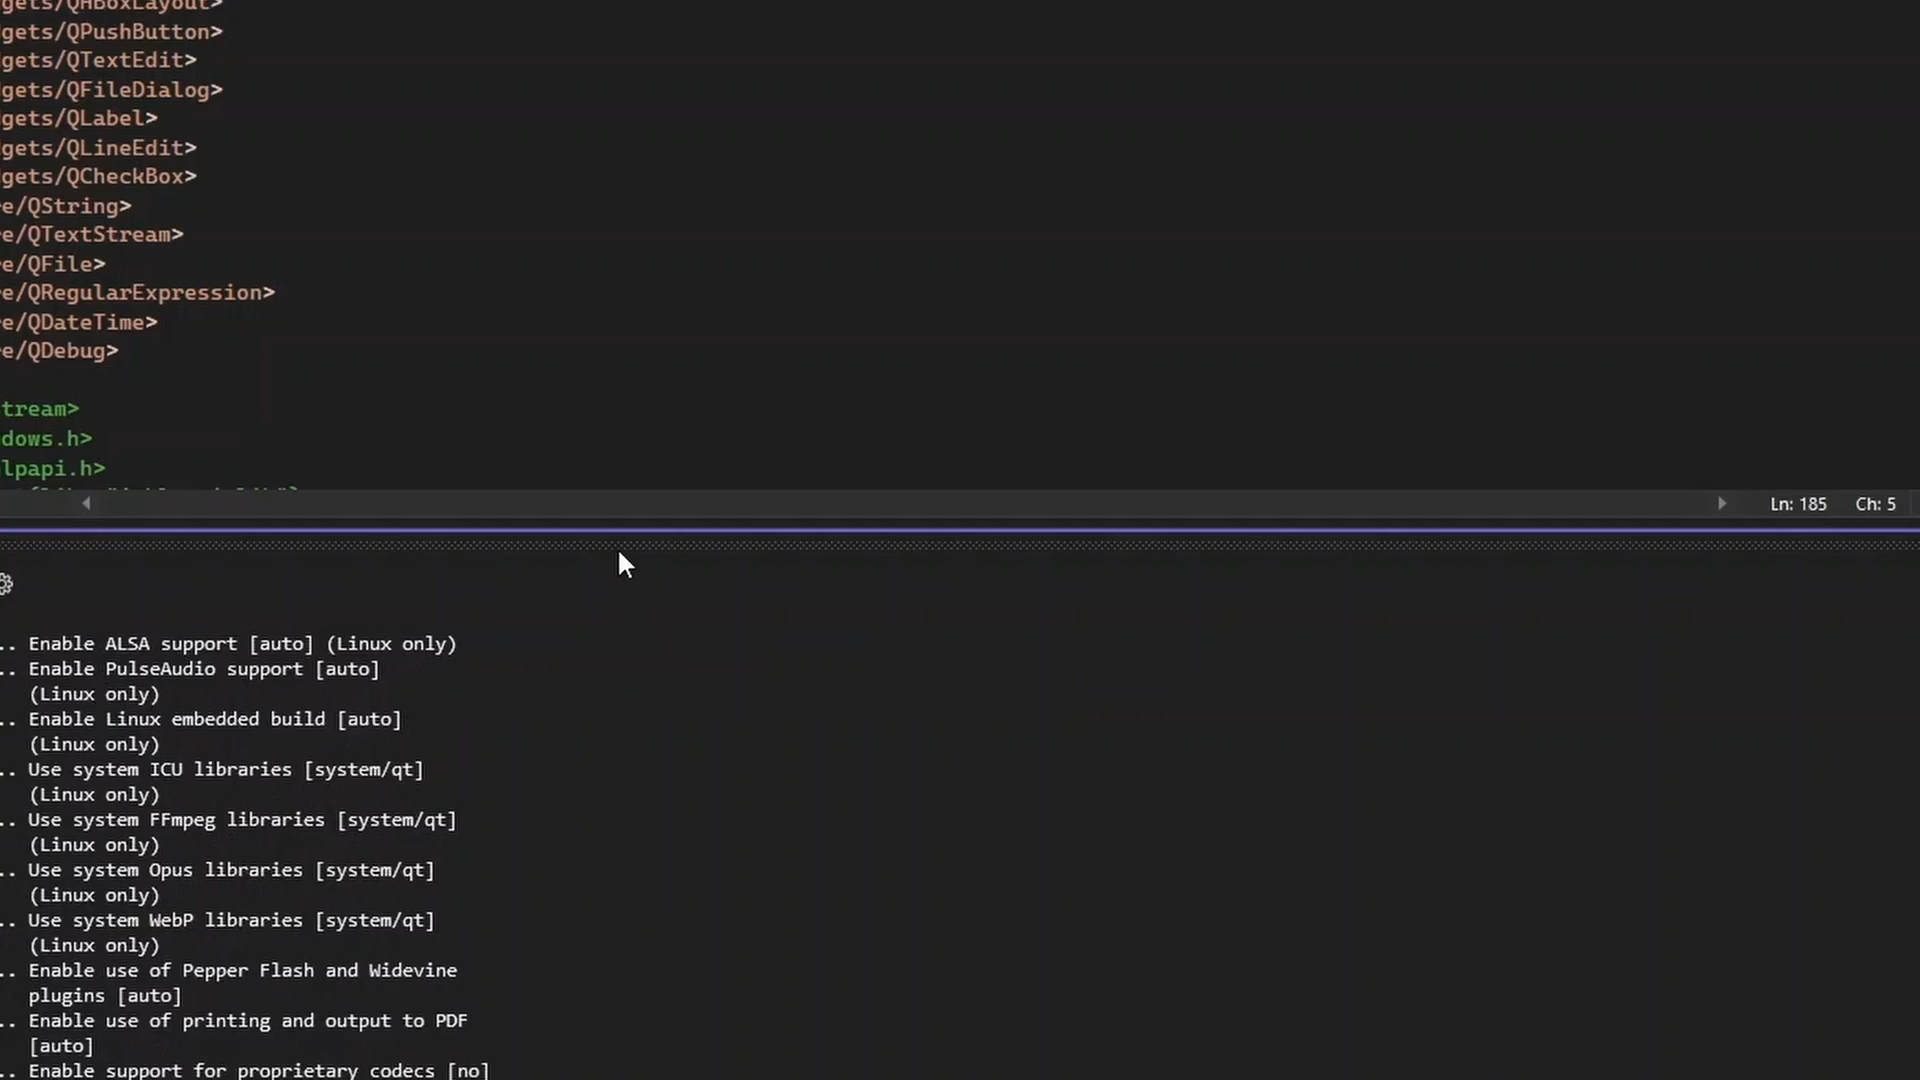 gets/QHBoxLayout>
gets/QPushButton>
gets/QTextEdit>
gets/QFileDialog>
gets/QLabel>
gets/QLineEdit>
gets/QCheckBox>
e/QString>
e/QTextStream>
e/QFile>
e/QRegularExpression>
e/QDateTime>
e/QDebug>
tream>
dows.h>
lpapi.h>
Ln: 185 Ch: 5
.. Enable ALSA support [auto] (Linux only)
.. Enable PulseAudio support [auto]
(Linux only)
.. Enable Linux embedded build [auto]
(Linux only)
.. Use system ICU libraries [system/qt]
(Linux only)
.. Use system FFmpeg libraries [system/qt]
(Linux only)
.. Use system Opus libraries [system/qt]
(Linux only)
.. Use system WebP libraries [system/qt]
(Linux only)
.. Enable use of Pepper Flash and Widevine
plugins [auto]
.. Enable use of printing and output to PDF
[auto]
.. Enable support for proprietary codecs [no]